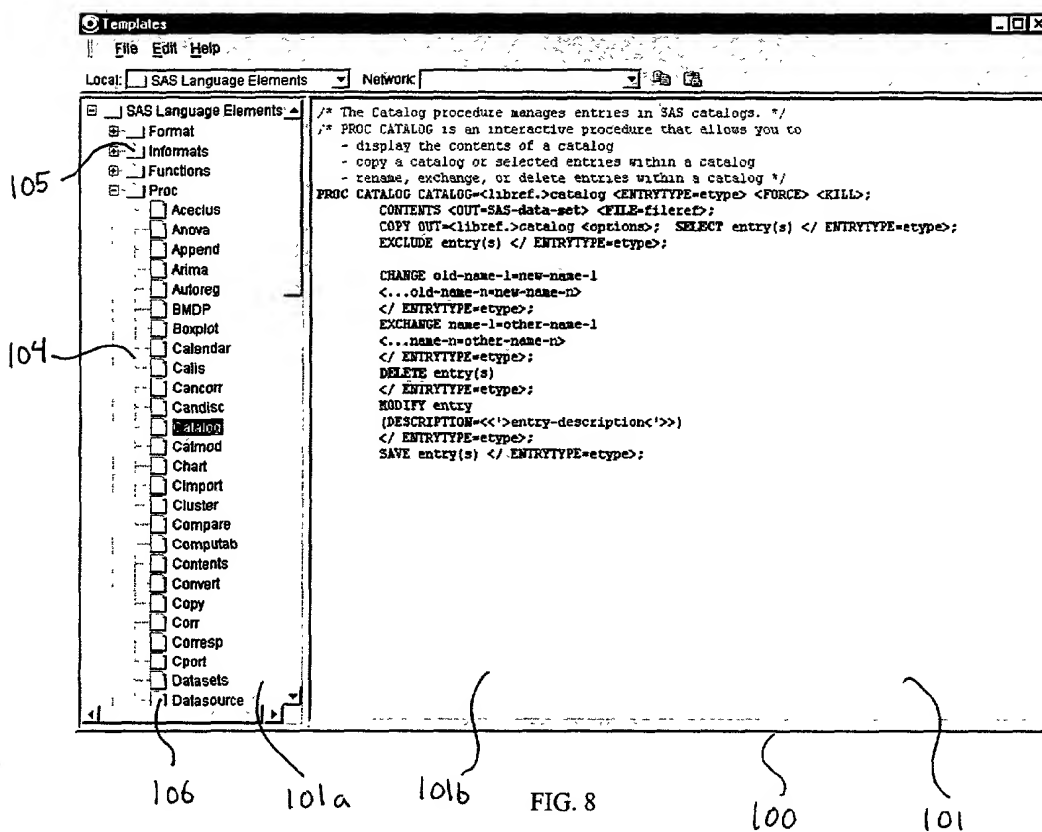 Templates
File Edit Help
Local: SAS Language Elements Network:
SAS Language Elements
Format
Informats
Functions
Proc
Aceclus
Anova
Append
Arima
Autoreg
BMDP
Boxplot
Calendar
Calis
Cancorr
Candisc
Catalog
Catmod
Chart
Cimport
Cluster
Compare
Computab
Contents
Convert
Copy
Corr
Corresp
Cport
Datasets
Datasource
/* The Catalog procedure manages entries in SAS catalogs. */
/* PROC CATALOG is an interactive procedure that allows you to
- display the contents of a catalog
- copy a catalog or selected entries within a catalog
- rename, exchange, or delete entries within a catalog */
PROC CATALOG CATALOG=<libref.>catalog <ENTRYTYPE=etype> <FORCE> <KILL>;
CONTENTS <OUT=SAS-data-set> <FILE=fileref>;
COPY OUT=<libref.>catalog <options>; SELECT entry(s) </ ENTRYTYPE=etype>;
EXCLUDE entry(s) </ ENTRYTYPE=etype>;
CHANGE old-name-1=new-name-1
<...old-name-n=new-name-n>
</ ENTRYTYPE=etype>;
EXCHANGE name-1=other-name-1
<...name-n=other-name-n>
</ ENTRYTYPE=etype>;
DELETE entry(s)
</ ENTRYTYPE=etype>;
MODIFY entry
(DESCRIPTION=<<'>entry-description<'>>)
</ ENTRYTYPE=etype>;
SAVE entry(s) </ ENTRYTYPE=etype>;
105
104
106
101a
101b
FIG. 8
100
101